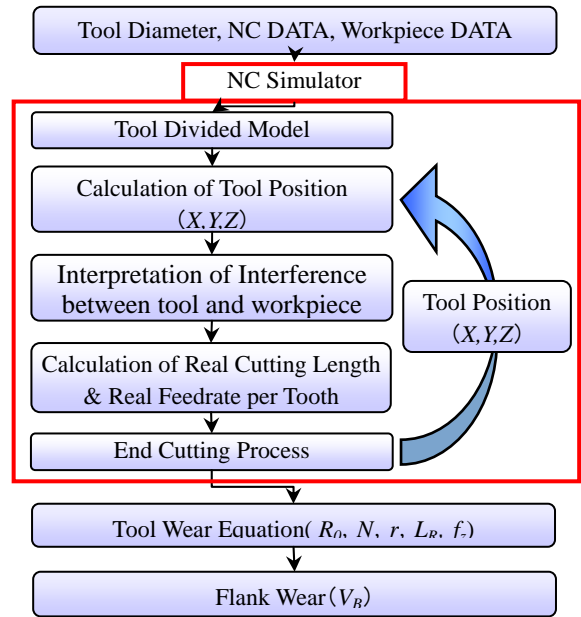 Tool Diameter, NC DATA, Workpiece DATA
NC Simulator
Tool Divided Model
Calculation of Tool Position
(X,Y,Z)
Interpretation of Interference
between tool and workpiece
Tool Position
(X,Y,Z)
Calculation of Real Cutting Length
& Real Feedrate per Tooth
End Cutting Process
Tool Wear Equation( R0, N, r, LR, fz)
Flank Wear(VB)